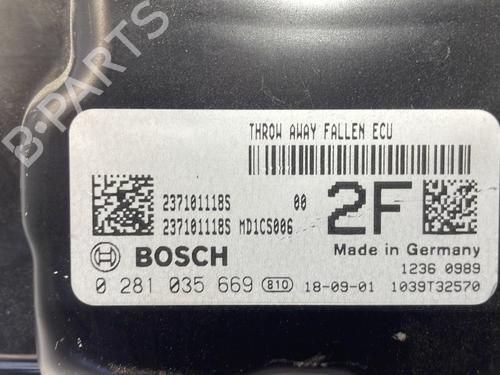 B-PARTS
THROW AWAY FALLEN ECU
237101118S 00
237101118S MD1CS006
2F
BOSCH
Made in Germany
1236 0989
0 281 035 669 810 18-09-01 1039T32570